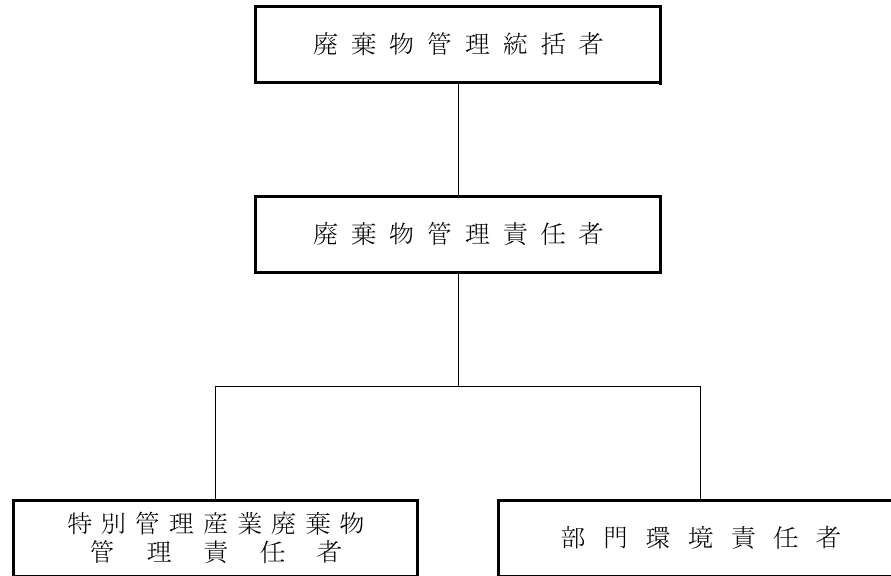 廃棄物管理統括者
廃棄物管理責任者
特別管理産業廃棄物
管理責任者
部門環境責任者